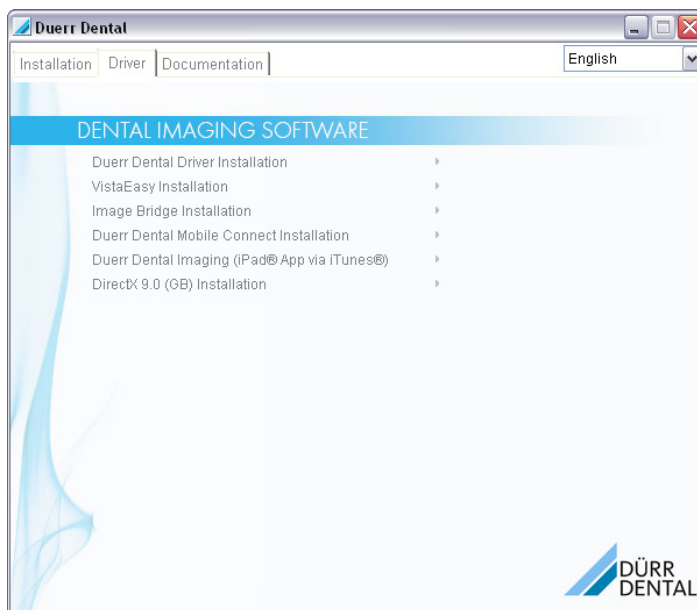 Duerr Dental
Installation
Driver
Documentation
English
DENTAL IMAGING SOFTWARE
Duerr Dental Driver Installation
VistaEasy Installation
Image Bridge Installation
Duerr Dental Mobile Connect Installation
Duerr Dental Imaging (iPad® App via iTunes®)
DirectX 9.0 (GB) Installation
DÜRR
DENTAL